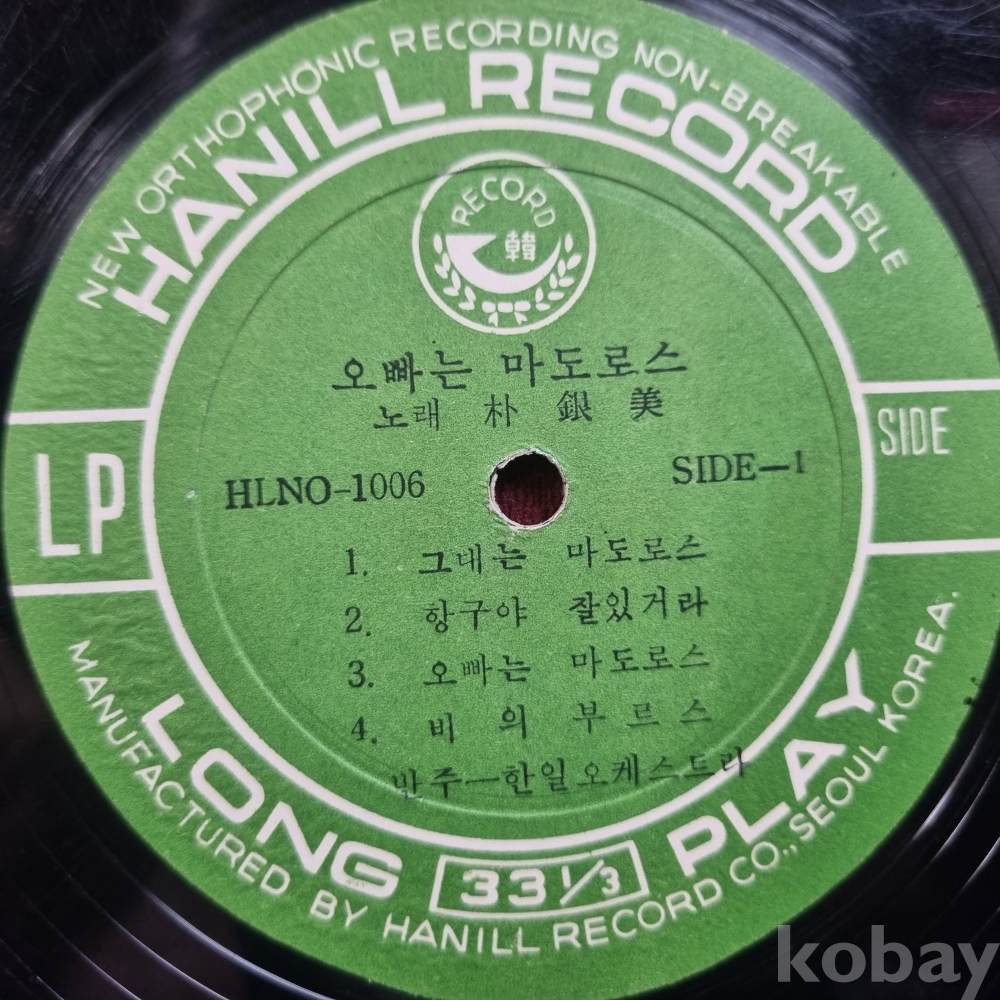 NEW ORTHOPHONIC RECORDING NON-BREAKABLE
HANILL RECORD
RECORD
韓
오빠는 마도로스
노래 朴銀美
LP
HLNO-1006
SIDE-1
SIDE
1. 그대는 마도로스
2. 항구야 잘있거라
3. 오빠는 마도로스
4. 비의 부르스
반주—한일오케스트라
LONG 33 1/3 PLAY
MANUFACTURED BY HANILL RECORD CO., SEOUL KOREA.
kobay